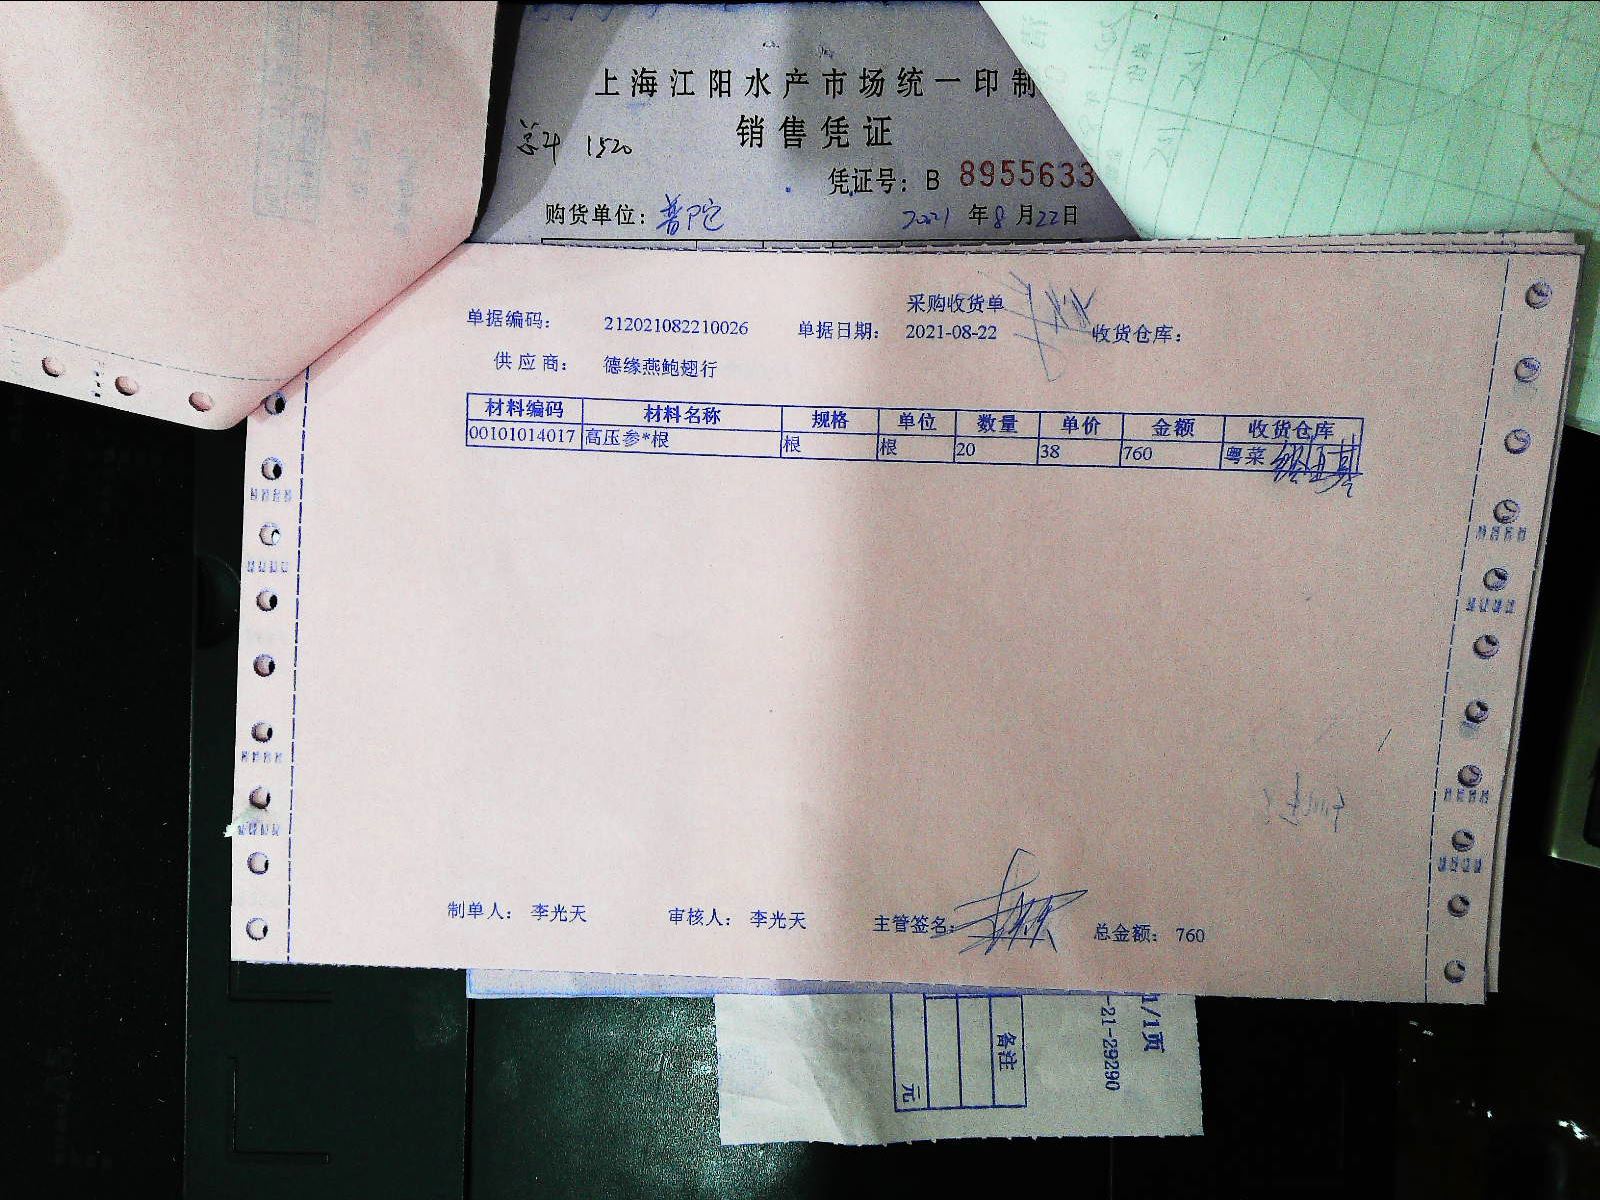 上海江阳水产市场统一印制
销售凭证
1520
凭证号：B 8955633
购货单位：普陀 2021年8月22日
采购收货单
单据编码： 212021082210026 单据日期： 2021-08-22 收货仓库：
供应商： 德缘燕鲍翅行
材料编码 材料名称 规格 单位 数量 单价 金额 收货仓库
00101014017 高压参*根 根 根 20 38 760 粤菜
制单人： 李光天 审核人： 李光天 主管签名： 总金额： 760
1/1页
-21-29290
备注
元